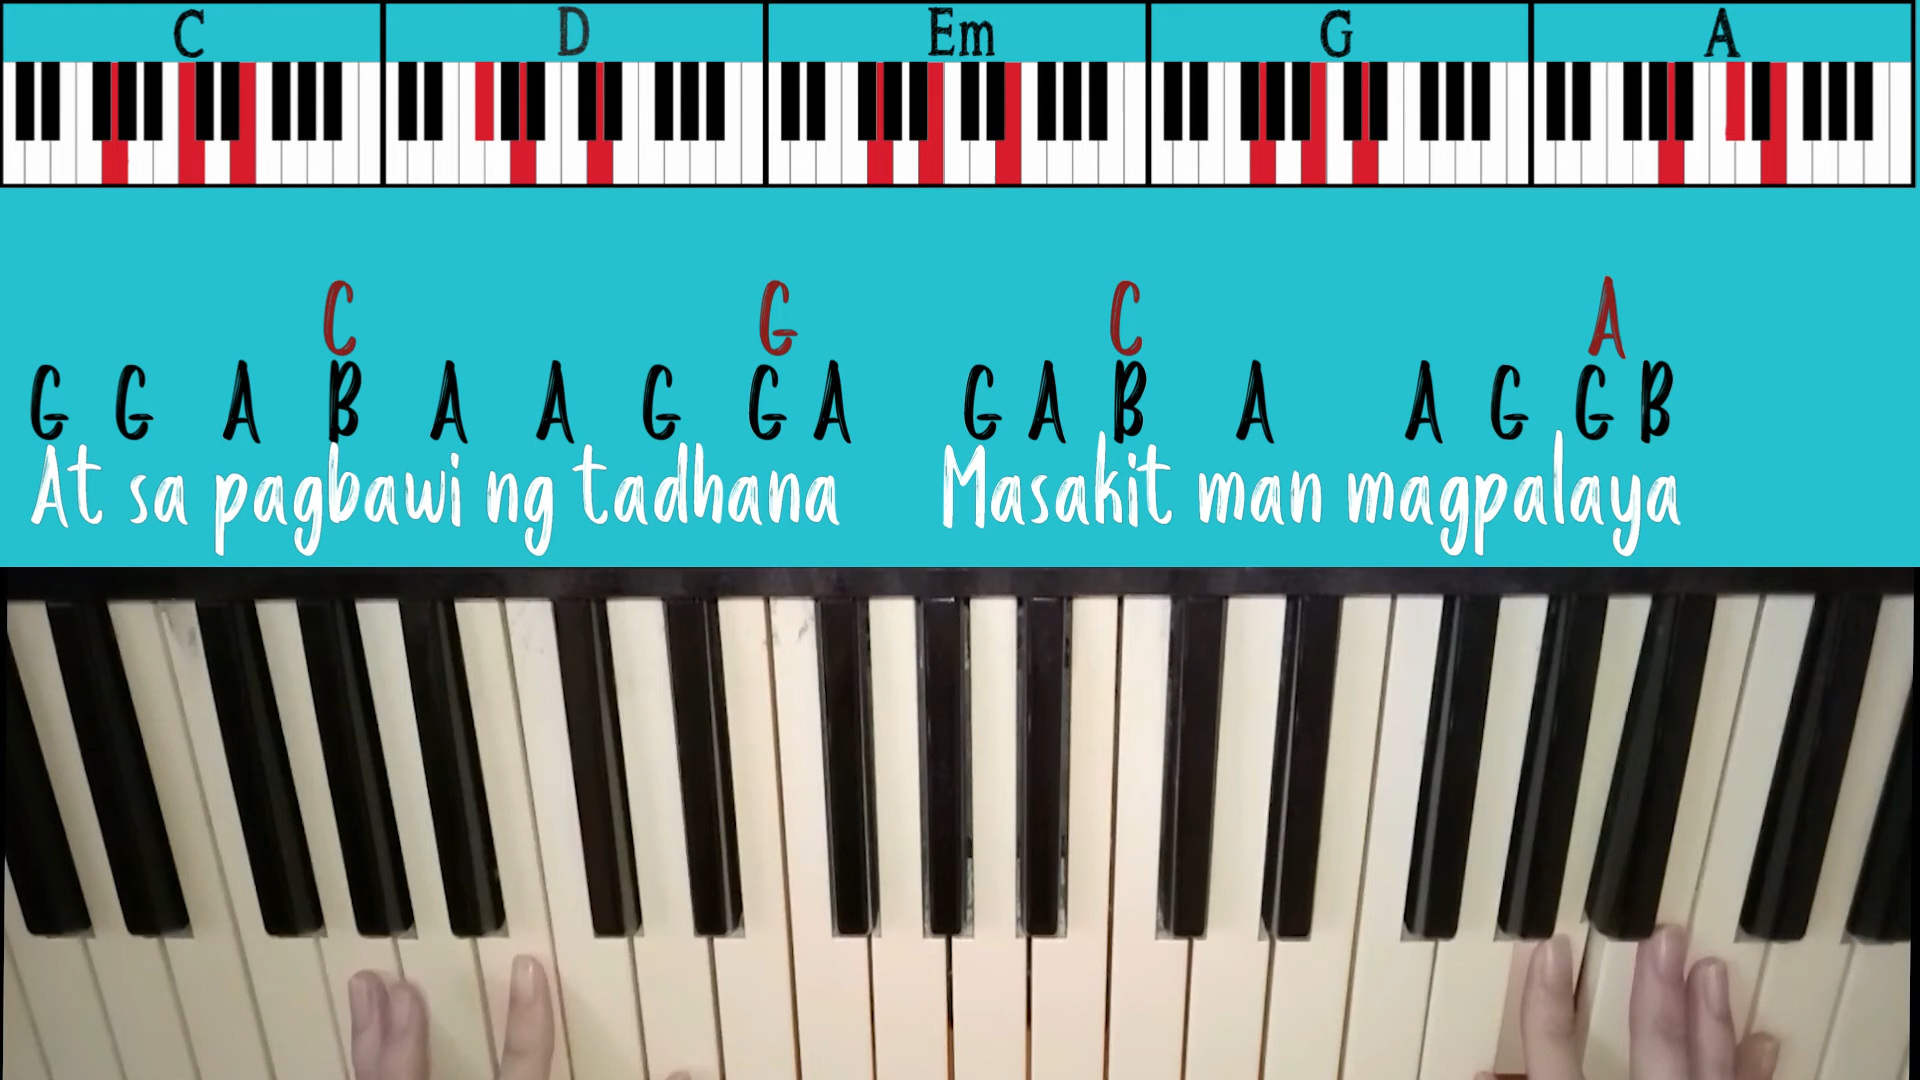 C D Em G A
C G C A
G G A B A A G G A G A B A A G G B
At sa pagbawi ng tadhana Masakit man magpalaya